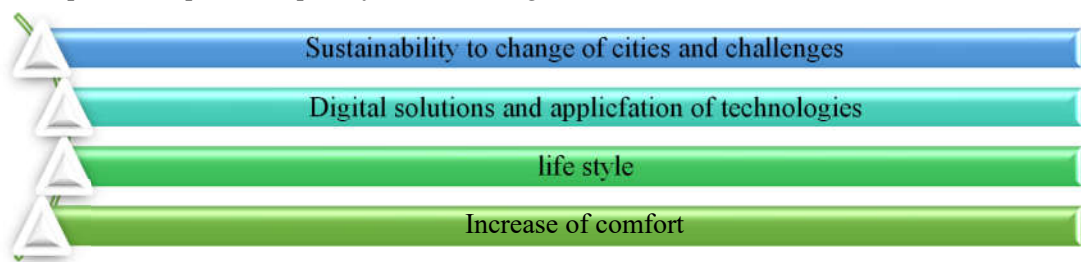 Sustainability to change of cities and challenges
Digital solutions and applicfation of technologies
life style
Increase of comfort